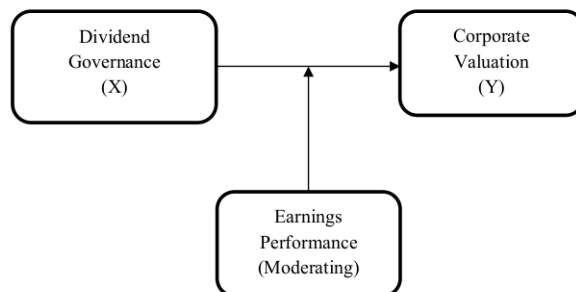 Dividend
Governance
(X)
Corporate
Valuation
(Y)
Earnings
Performance
(Moderating)